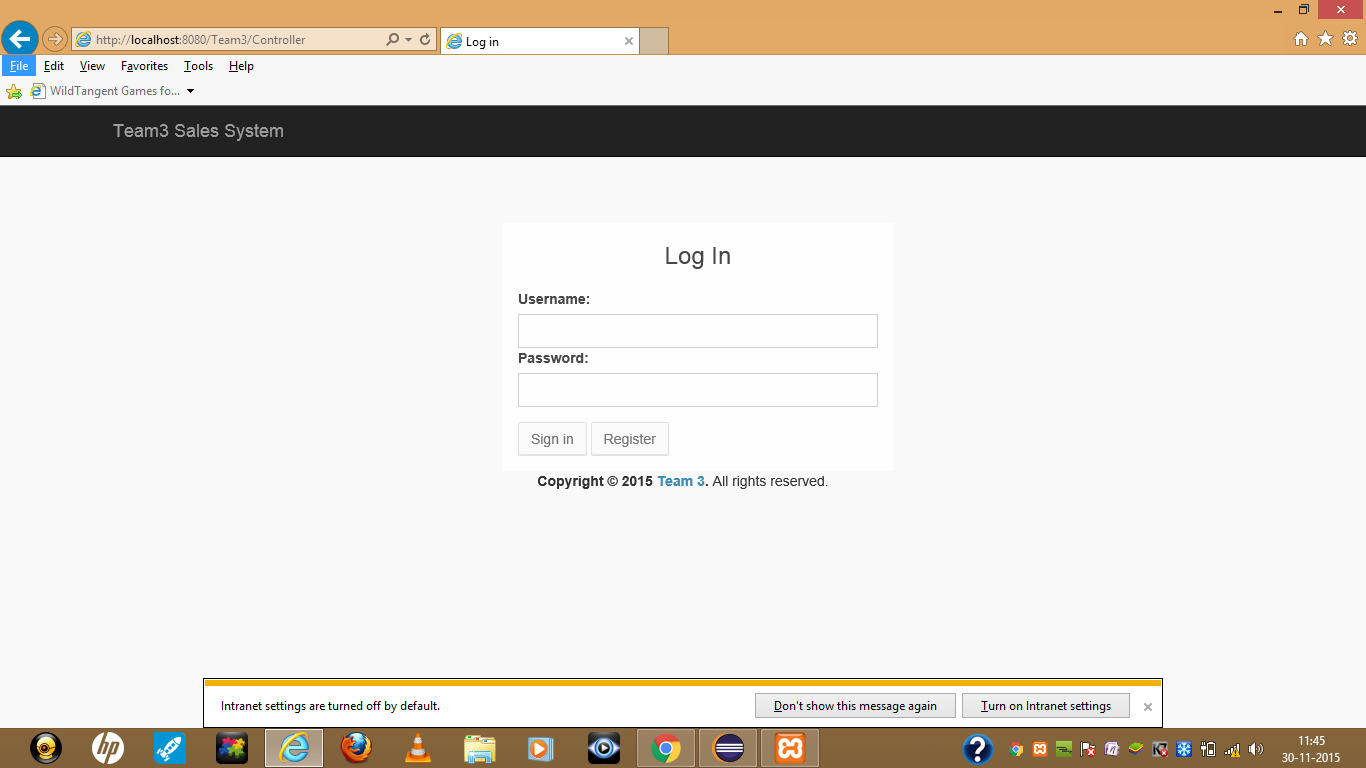 http://localhost:8080/Team3/Controller
Log in
File Edit View Favorites Tools Help
WildTangent Games fo...
Team3 Sales System
Log In
Username:
Password:
Sign in Register
Copyright © 2015 Team 3. All rights reserved.
Intranet settings are turned off by default. Don't show this message again Turn on Intranet settings
hp
11:45
30-11-2015